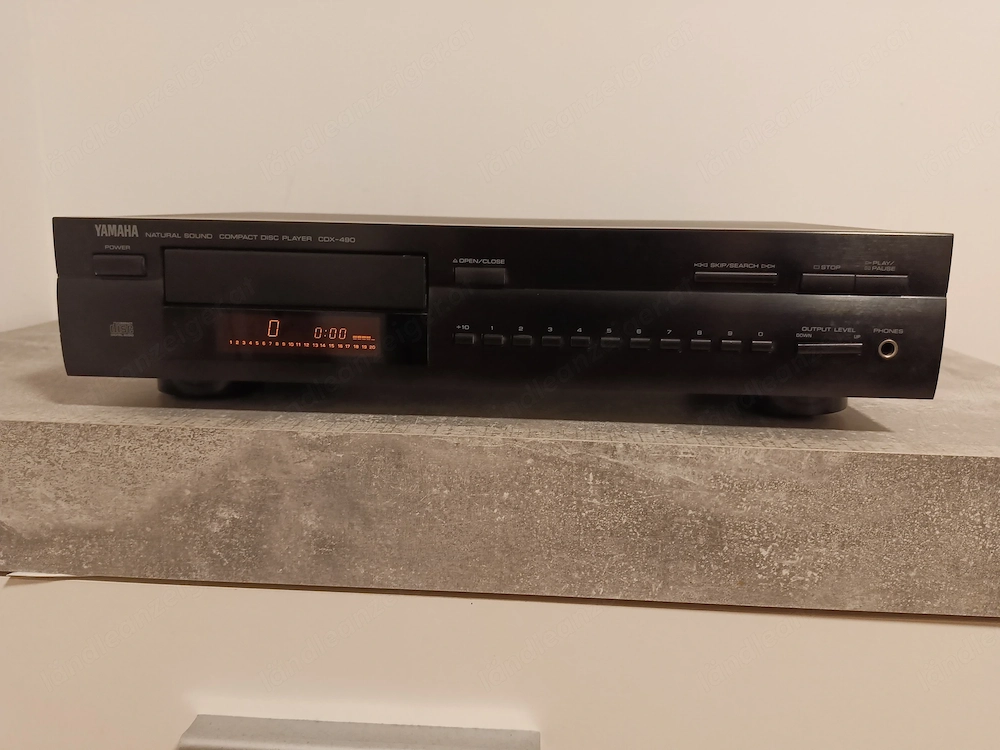 YAMAHA NATURAL SOUND COMPACT DISC PLAYER CDX-490
POWER
OPEN/CLOSE
SKIP/SEARCH
STOP
PLAY/
PAUSE
0 0:00
1 2 3 4 5 6 7 8 9 10 11 12 13 14 15 16 17 18 19 20
+10 1 2 3 4 5 6 7 8 9 0
OUTPUT LEVEL
DOWN UP
PHONES